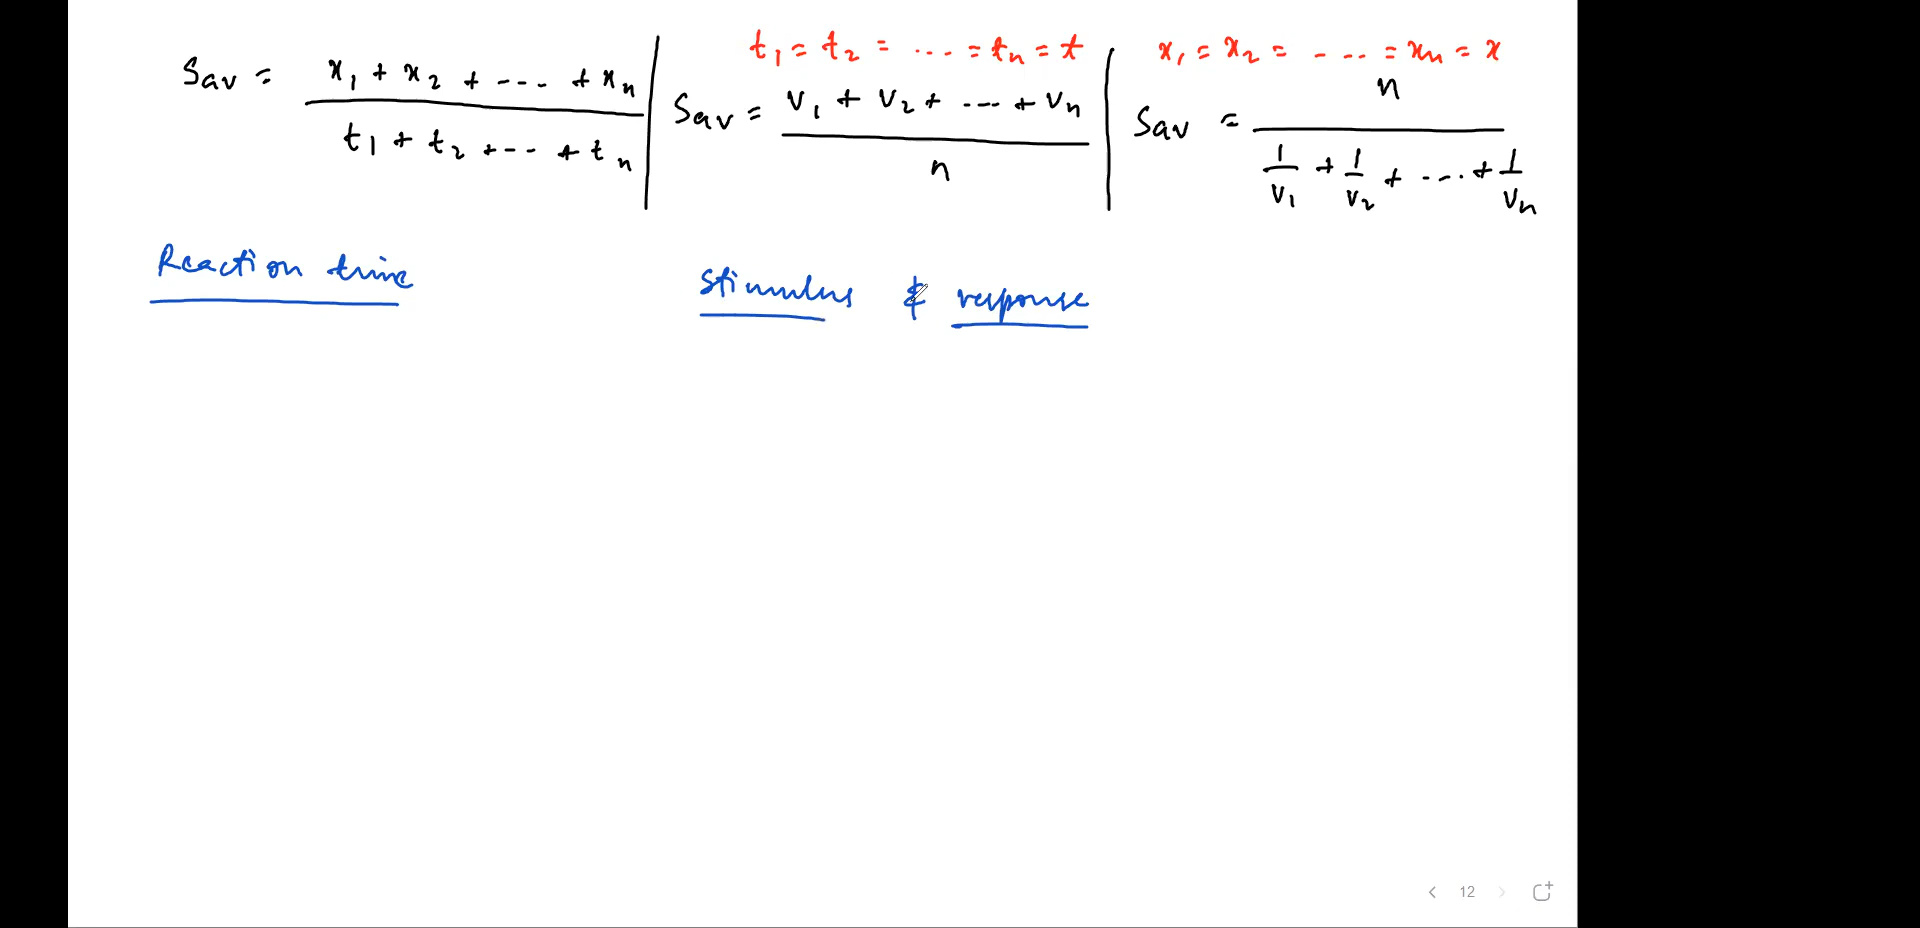 Sav = x₁ + x₂ + ---- + xₙ / t₁ + t₂ + --- + tₙ
t₁ = t₂ = .... = tₙ = t
Sav = v₁ + v₂ + ---- + vₙ / n
x₁ = x₂ = - --- = xₙ = x
Sav = n / 1/v₁ + 1/v₂ + ---- + 1/vₙ
Reaction time
Stimulus & response
< 12 >